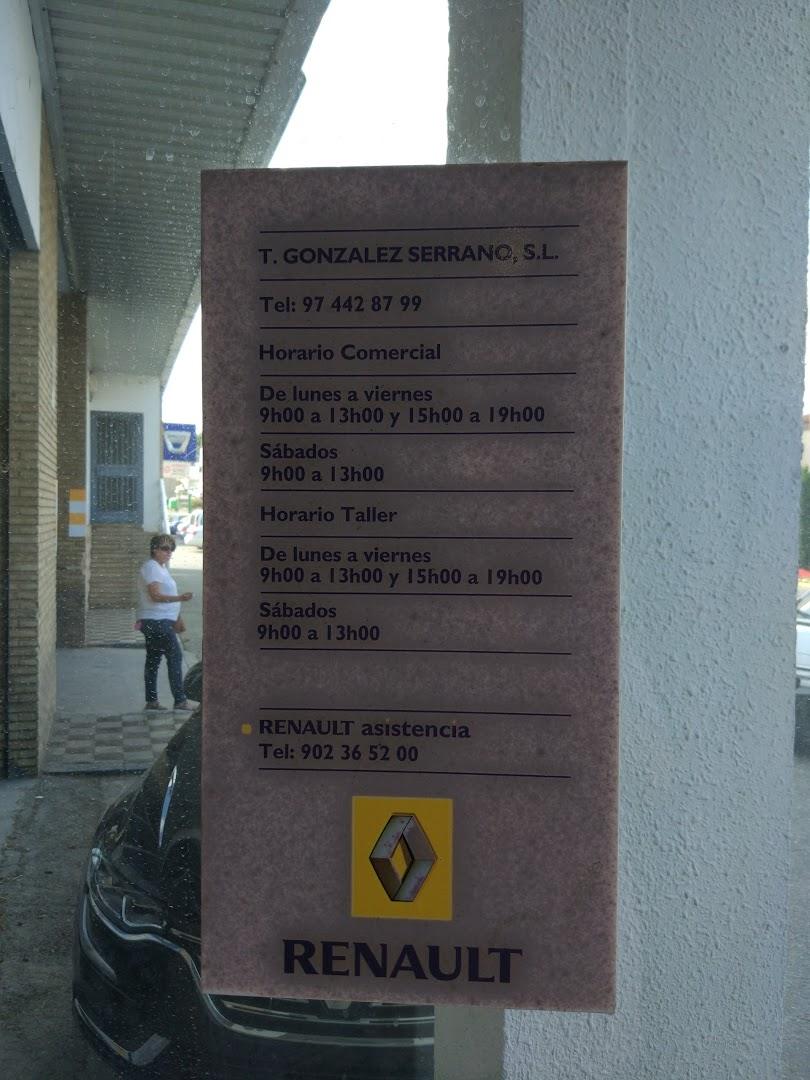 T. GONZALEZ SERRANO, S.L.
Tel: 97 442 87 99
Horario Comercial
De lunes a viernes
9h00 a 13h00 y 15h00 a 19h00
Sábados
9h00 a 13h00
Horario Taller
De lunes a viernes
9h00 a 13h00 y 15h00 a 19h00
Sábados
9h00 a 13h00
RENAULT asistencia
Tel: 902 36 52 00
RENAULT